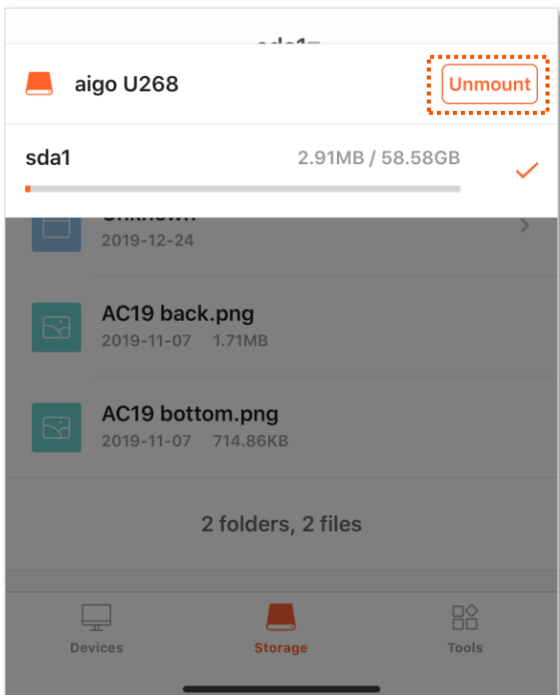 aigo U268
Unmount
sda1
2.91MB / 58.58GB
2019-12-24
AC19 back.png
2019-11-07 1.71MB
AC19 bottom.png
2019-11-07 714.86KB
2 folders, 2 files
Devices
Storage
Tools